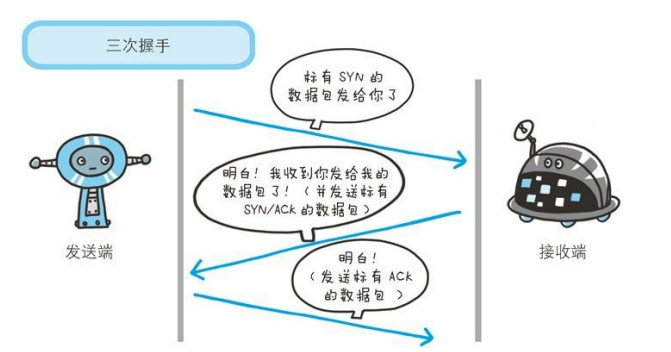 三次握手
标有 SYN 的
数据包发给你了
明白！我收到你发给我的
数据包了！（并发送标有
SYN/ACK 的数据包）
发送端
接收端
明白！
（发送标有 ACK
的数据包）